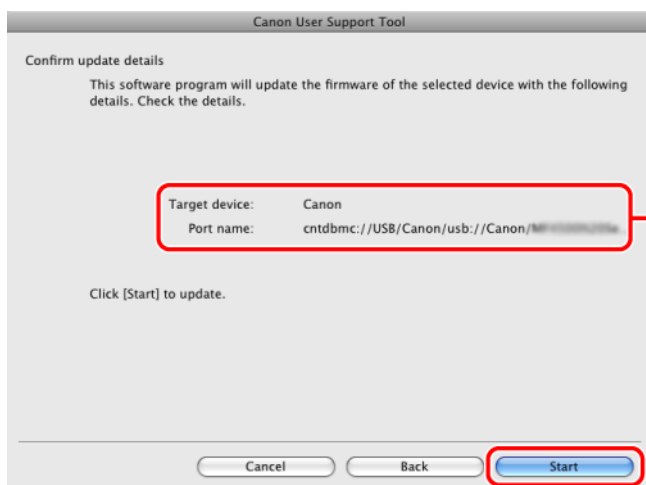 Canon User Support Tool
Confirm update details
This software program will update the firmware of the selected device with the following
details. Check the details.
Target device: Canon
Port name: cntdbmc://USB/Canon/usb://Canon/
Click [Start] to update.
Cancel Back Start